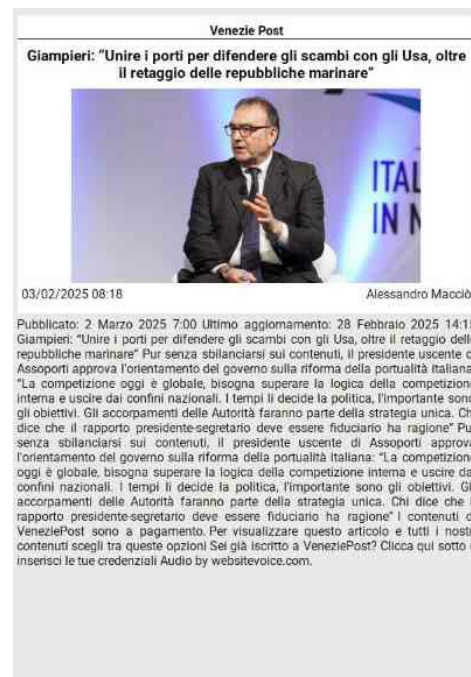 Venezie Post
Giampieri: “Unire i porti per difendere gli scambi con gli Usa, oltre
il retaggio delle repubbliche marinare”
ITAL
IN N
03/02/2025 08:18
Alessandro Macciò
Pubblicato: 2 Marzo 2025 7:00 Ultimo aggiornamento: 28 Febbraio 2025 14:15
Giampieri: “Unire i porti per difendere gli scambi con gli Usa, oltre il retaggio delle
repubbliche marinare” Pur senza sbilanciarsi sui contenuti, il presidente uscente d
Assoporti approva l’orientamento del governo sulla riforma della portualità italiana:
“La competizione oggi è globale, bisogna superare la logica della competizione
interna e uscire dai confini nazionali. I tempi li decide la politica, l’importante sono
gli obiettivi. Gli accorpamenti delle Autorità faranno parte della strategia unica. Chi
dice che il rapporto presidente-segretario deve essere fiduciario ha ragione” Pu
senza sbilanciarsi sui contenuti, il presidente uscente di Assoporti approva
l’orientamento del governo sulla riforma della portualità italiana: “La competizione
oggi è globale, bisogna superare la logica della competizione interna e uscire da
confini nazionali. I tempi li decide la politica, l’importante sono gli obiettivi. Gl
accorpamenti delle Autorità faranno parte della strategia unica. Chi dice che i
rapporto presidente-segretario deve essere fiduciario ha ragione” I contenuti d
VeneziePost sono a pagamento. Per visualizzare questo articolo e tutti i nostr
contenuti scegli tra queste opzioni Sei già iscritto a VeneziePost? Clicca qui sotto e
inserisci le tue credenziali Audio by websitevoice.com.